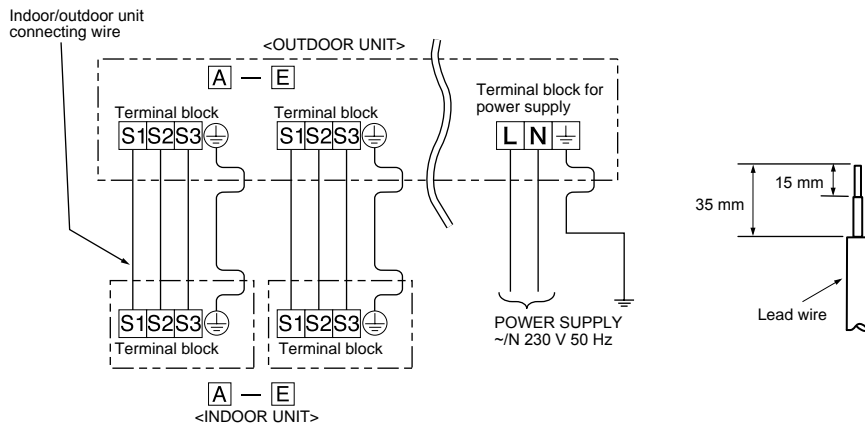 Indoor/outdoor unit
connecting wire
<OUTDOOR UNIT>
A — E
Terminal block
S1 S2 S3
Terminal block
S1 S2 S3
Terminal block for
power supply
L N
15 mm
35 mm
Lead wire
S1 S2 S3
Terminal block
S1 S2 S3
Terminal block
POWER SUPPLY
~/N 230 V 50 Hz
A — E
<INDOOR UNIT>